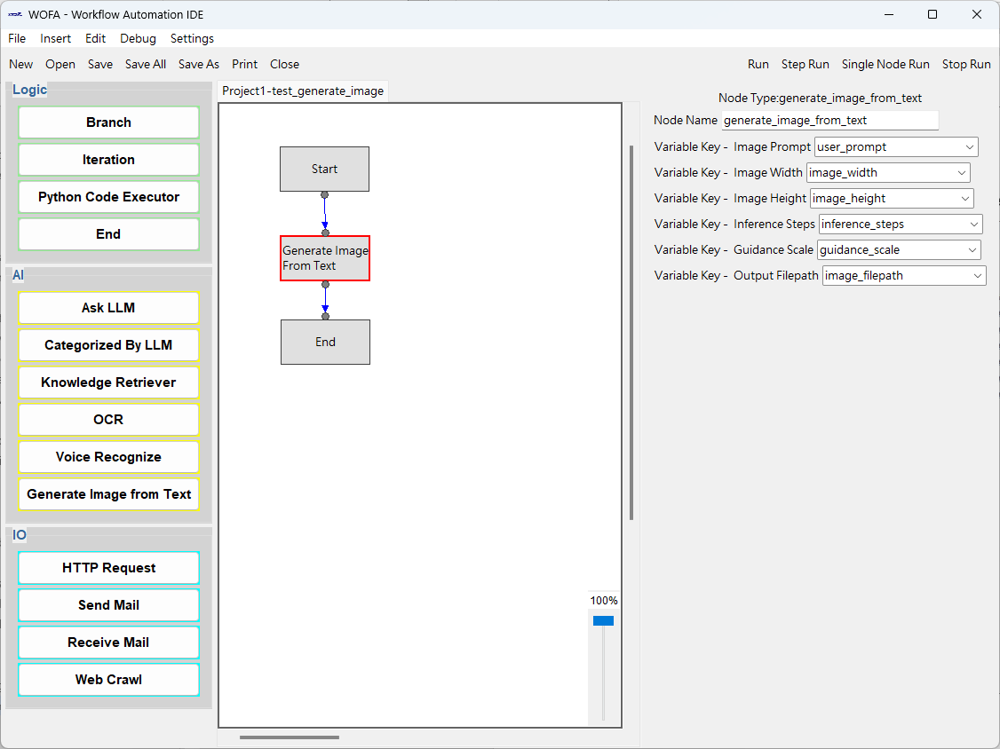 WOFA - Workflow Automation IDE
File Insert Edit Debug Settings
New Open Save Save All Save As Print Close Run Step Run Single Node Run Stop Run
Logic
Branch
Iteration
Python Code Executor
End
AI
Ask LLM
Categorized By LLM
Knowledge Retriever
OCR
Voice Recognize
Generate Image from Text
IO
HTTP Request
Send Mail
Receive Mail
Web Crawl
Project1-test_generate_image
Start
Generate Image
From Text
End
100%
Node Type:generate_image_from_text
Node Name generate_image_from_text
Variable Key - Image Prompt user_prompt
Variable Key - Image Width image_width
Variable Key - Image Height image_height
Variable Key - Inference Steps inference_steps
Variable Key - Guidance Scale guidance_scale
Variable Key - Output Filepath image_filepath